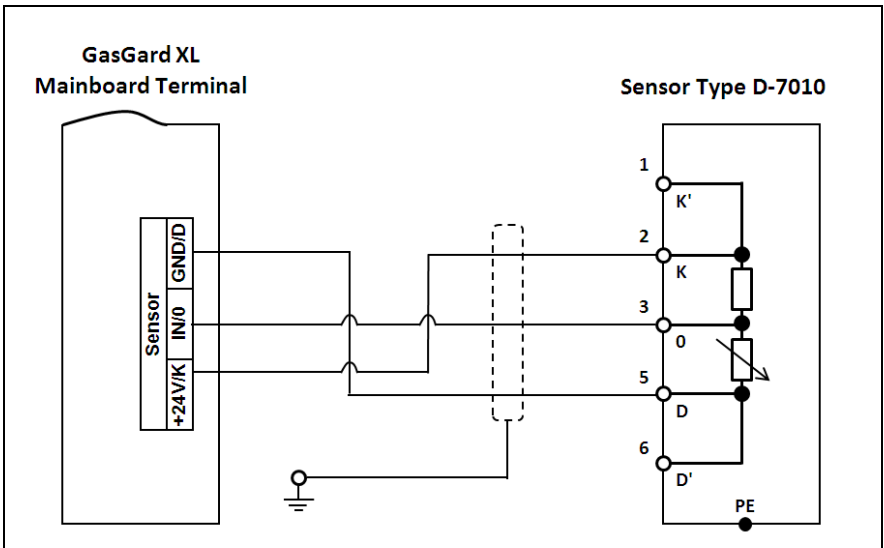 GasGard XL
Mainboard Terminal
Sensor Type D-7010
Sensor
GND/D
IN/0
+24V/K
1
K'
2
K
3
0
5
D
6
D'
PE